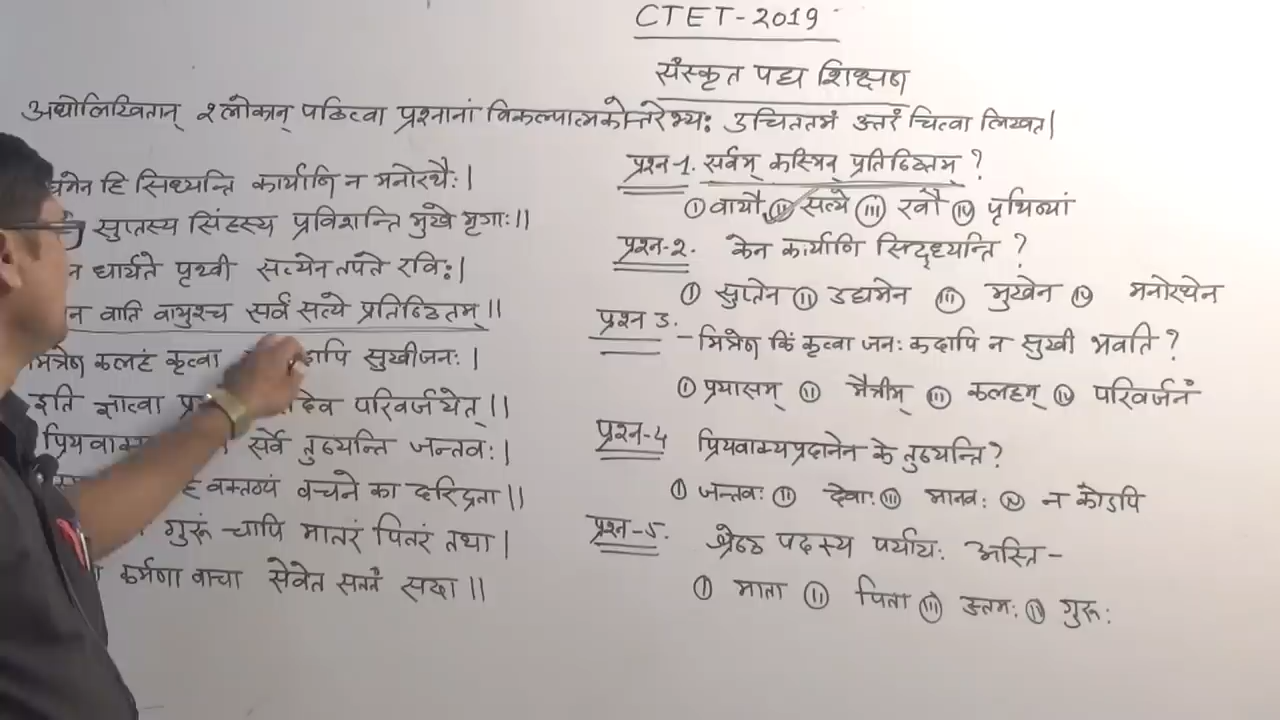 CTET-2019
संस्कृत पद्य शिक्षण
अधोलिखितान् श्लोकान् पठित्वा प्रश्नानां विकल्पात्मकोत्तरेभ्यः उचिततमं उत्तरं चित्वा लिखत|
हि सिध्यन्ति कार्याणि न मनोरथैः|
सुप्तस्य सिंहस्य प्रविशान्ति मुखे मृगाः||
धार्यते पृथ्वी सत्येन तपते रविः|
वाति वायुश्च सर्वं सत्ये प्रतिष्ठितम्||
कलहं कृत्वा सुखीजनः|
इति ज्ञात्वा परिवर्जयेत्||
सर्वे तुष्यन्ति जन्तवः|
वक्तव्यं वचने का दरिद्रता||
गुरूं चापि मातरं पितरं तथा|
कर्मणा वाचा सेवेत सततं सदा||
प्रश्न-1. सर्वम् कस्मिन् प्रतिष्ठितम्?
I वायौ II सत्ये III रवौ IV पृथिव्यां
प्रश्न-2. केन कार्याणि सिद्ध्यन्ति?
I सुप्तेन II उद्यमेन III मुखेन IV मनोरथेन
प्रश्न 3. - मित्रेण किं कृत्वा जनः कदापि न सुखी भवति?
I प्रयासम् II मैत्रीम् III कलहम् IV परिवर्जनं
प्रश्न-4 प्रियवाक्यप्रदानेन के तुष्यन्ति?
I जन्तवः II देवाः III मानवः IV न कोऽपि
प्रश्न-5. श्रेष्ठ पदस्य पर्यायः अस्ति-
I माता II पिता III उत्तमः IV गुरूः